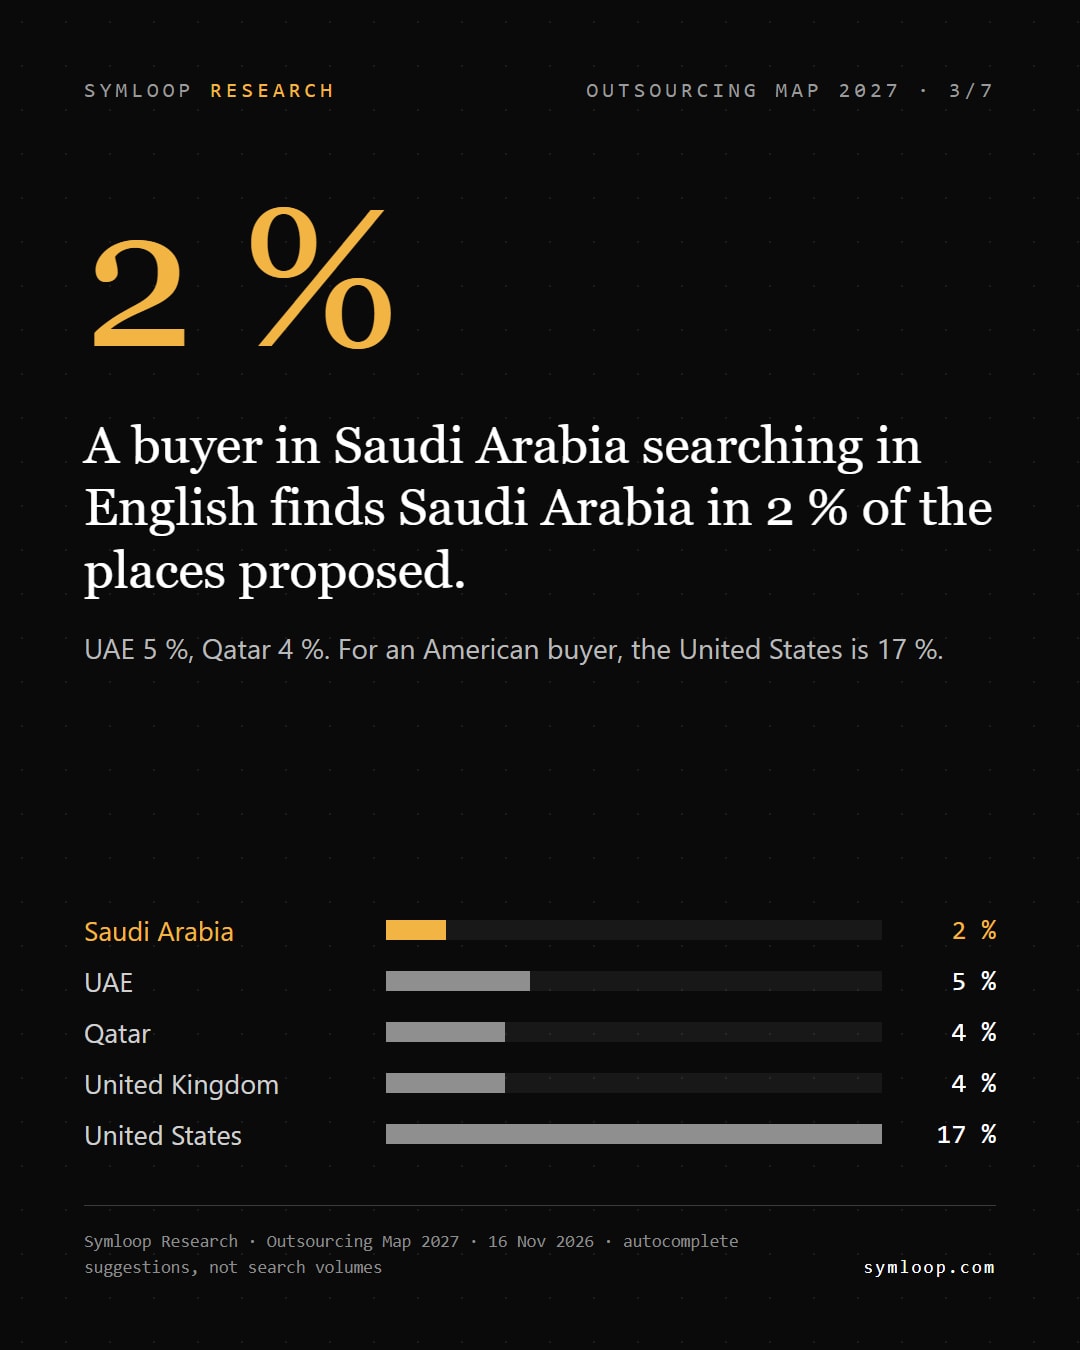 SYMLOOP RESEARCH
OUTSOURCING MAP 2027 · 3/7
2 %
A buyer in Saudi Arabia searching in
English finds Saudi Arabia in 2 % of the
places proposed.
UAE 5 %, Qatar 4 %. For an American buyer, the United States is 17 %.
Saudi Arabia 2 %
UAE 5 %
Qatar 4 %
United Kingdom 4 %
United States 17 %
Symloop Research · Outsourcing Map 2027 · 16 Nov 2026 · autocomplete
suggestions, not search volumes
symloop.com